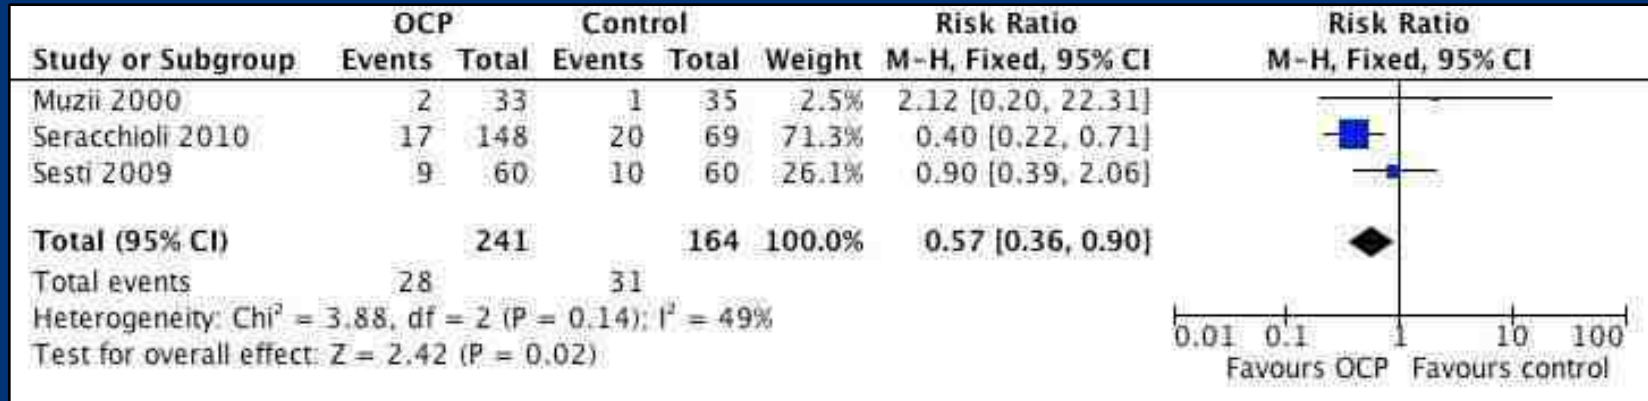 OCP Control Risk Ratio Risk Ratio
Study or Subgroup Events Total Events Total Weight M-H, Fixed, 95% CI M-H, Fixed, 95% CI
Muzii 2000 2 33 1 35 2.5% 2.12 [0.20, 22.31]
Seracchioli 2010 17 148 20 69 71.3% 0.40 [0.22, 0.71]
Sesti 2009 9 60 10 60 26.1% 0.90 [0.39, 2.06]
Total (95% CI) 241 164 100.0% 0.57 [0.36, 0.90]
Total events 28 31
Heterogeneity: Chi² = 3.88, df = 2 (P = 0.14); I² = 49%
Test for overall effect: Z = 2.42 (P = 0.02)
0.01 0.1 1 10 100
Favours OCP Favours control